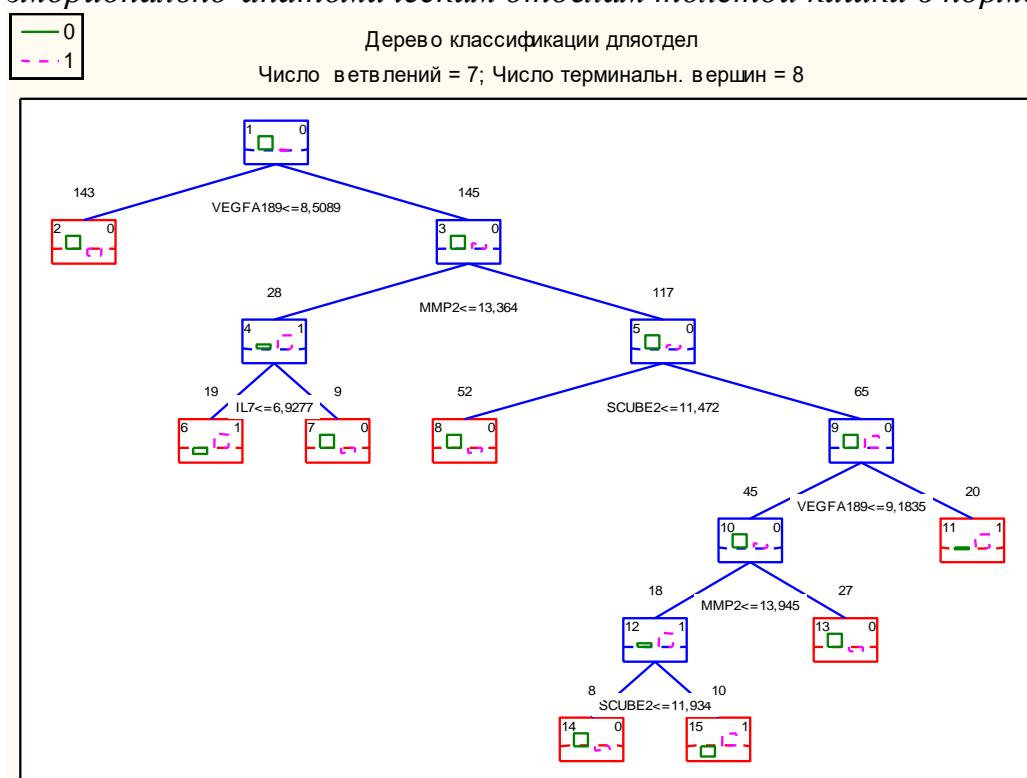 толстой кишки в норме
0
1
Дерево классификации дляотдел
Число ветвлений = 7; Число терминальн. вершин = 8
1 0
143 145
VEGFA189<=8,5089
2 0 3 0
28 117
MMP2<=13,364
4 1 5 0
19 9 52 65
IL7<=6,9277 SCUBE2<=11,472
6 1 7 0 8 0 9 0
45 20
VEGFA189<=9,1835
10 0 11 1
18 27
MMP2<=13,945
12 1 13 0
8 10
SCUBE2<=11,934
14 0 15 1